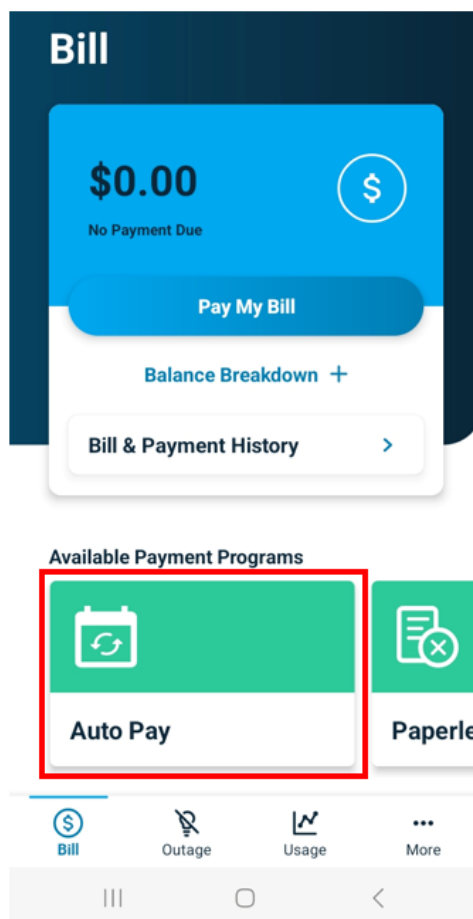 Bill
$0.00
No Payment Due
Pay My Bill
Balance Breakdown +
Bill & Payment History
Available Payment Programs
Auto Pay
Paperle
Bill
Outage
Usage
More